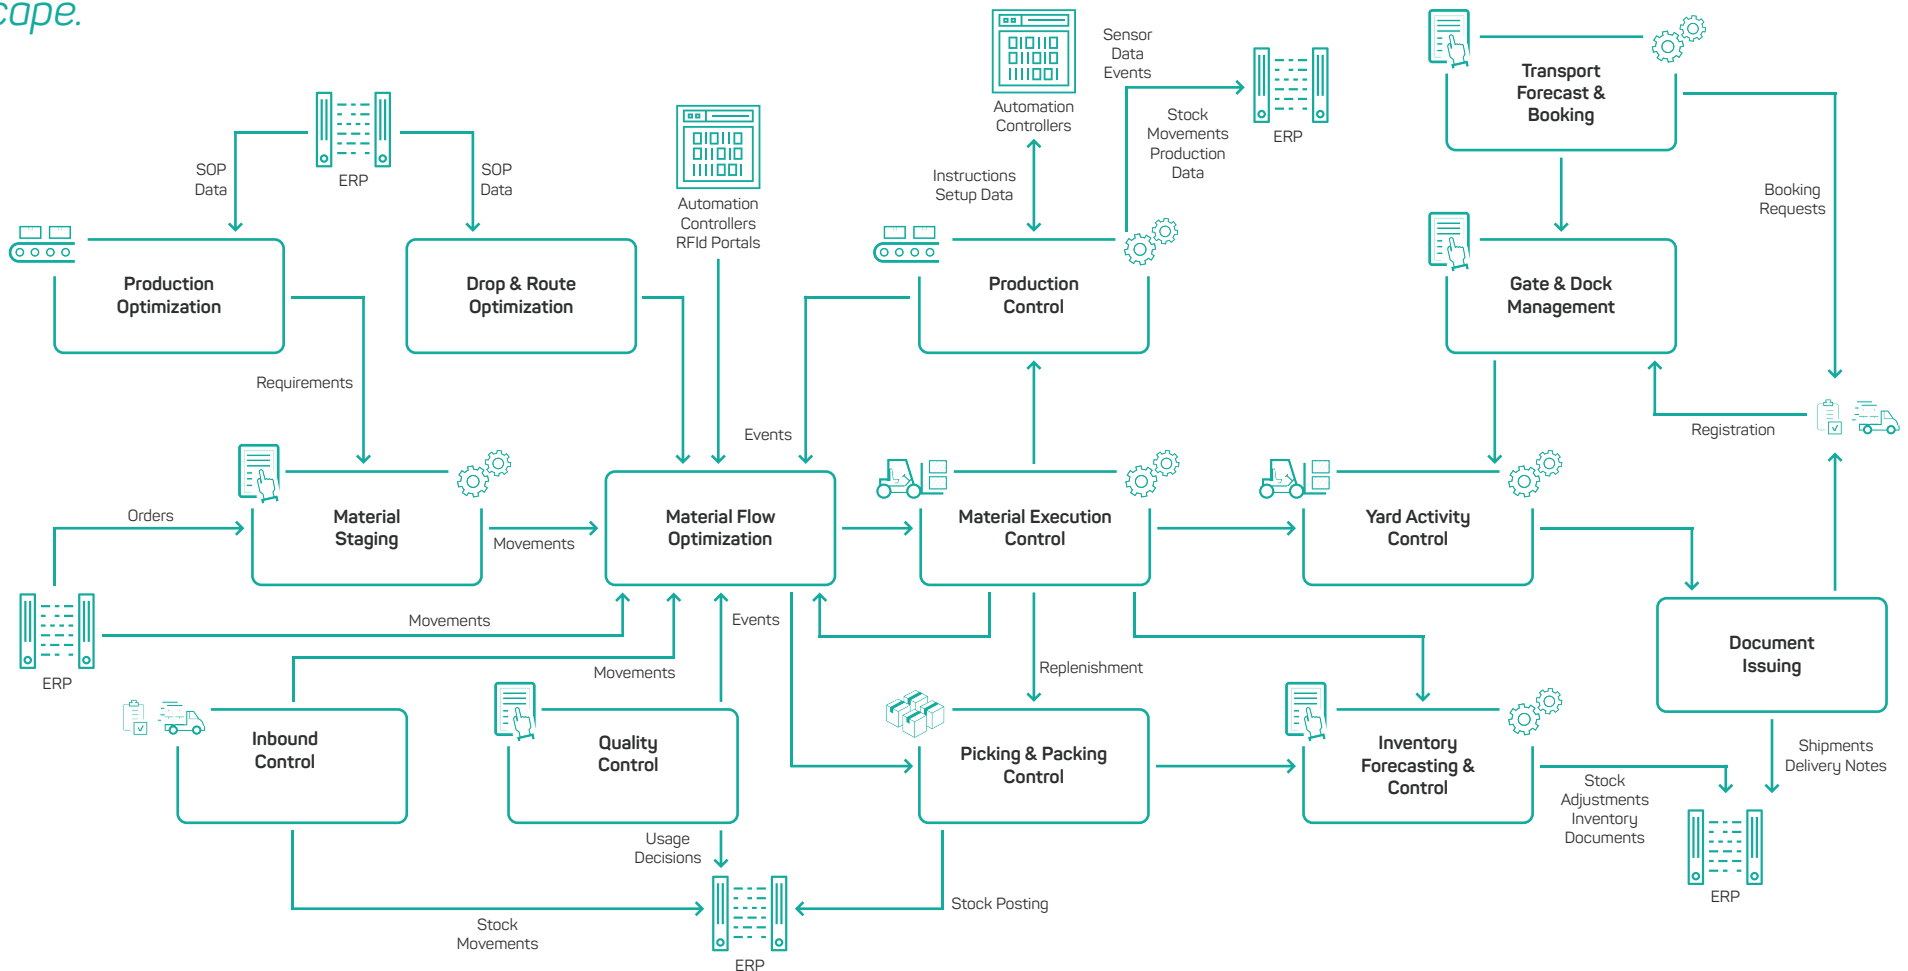 cape.
Sensor
Data
Events
Transport
Forecast &
Booking
Automation
Controllers
Stock
Movements
Production
Data
ERP
SOP
Data
ERP
SOP
Data
Instructions
Setup Data
Booking
Requests
Automation
Controllers
RFId Portals
Production
Optimization
Drop & Route
Optimization
Production
Control
Gate & Dock
Management
Requirements
Events
Registration
Orders
Material
Staging
Movements
Material Flow
Optimization
Material Execution
Control
Yard Activity
Control
Movements
Events
ERP
Movements
Replenishment
Document
Issuing
Inbound
Control
Quality
Control
Picking & Packing
Control
Inventory
Forecasting &
Control
Shipments
Delivery Notes
Stock
Adjustments
Inventory
Documents
Usage
Decisions
ERP
Stock
Movements
Stock Posting
ERP